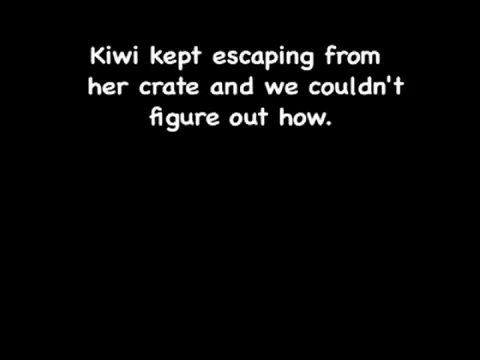 Kiwi kept escaping from
her crate and we couldn't
figure out how.